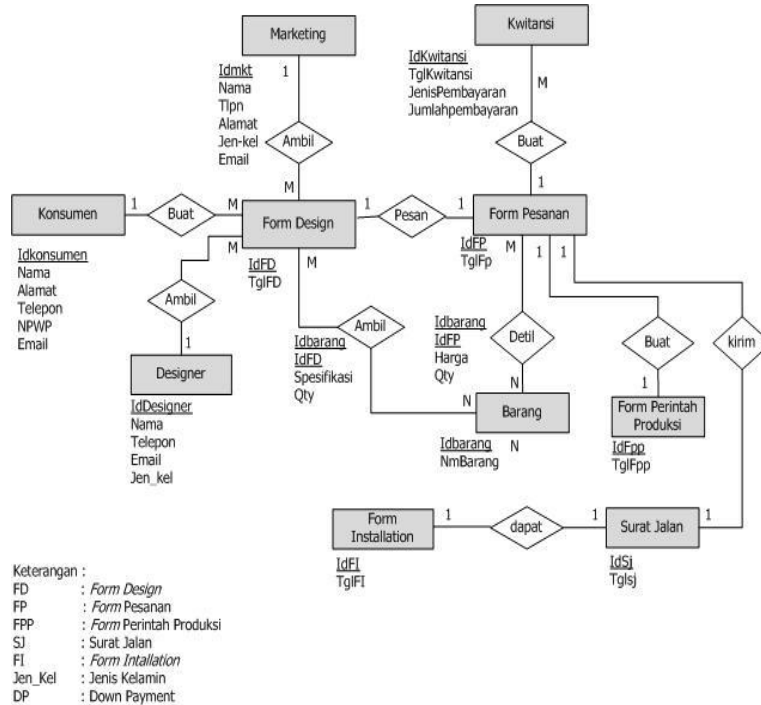 Marketing
Idmkt
Nama
Tlpn
Alamat
Jen-kel
Email
1
Ambil
M
Kwitansi
IdKwitansi
TglKwitansi
JenisPembayaran
Jumlahpembayaran
M
Buat
1
Konsumen
Idkonsumen
Nama
Alamat
Telepon
NPWP
Email
1
Buat
M
Form Design
IdFD
TglFD
1
Pesan
1
Form Pesanan
IdFP
TglFp
M
Ambil
1
Designer
IdDesigner
Nama
Telepon
Email
Jen_kel
M
Ambil
Idbarang
IdFD
Spesifikasi
Qty
N
M
Detil
Idbarang
IdFP
Harga
Qty
N
Barang
Idbarang
NmBarang
N
1
Buat
1
Form Perintah
Produksi
IdFpp
TglFpp
1
kirim
1
Surat Jalan
IdSj
Tglsj
1
dapat
1
Form
Installation
IdFI
TglFI
Keterangan :
FD : Form Design
FP : Form Pesanan
FPP : Form Perintah Produksi
SJ : Surat Jalan
FI : Form Intallation
Jen_Kel : Jenis Kelamin
DP : Down Payment